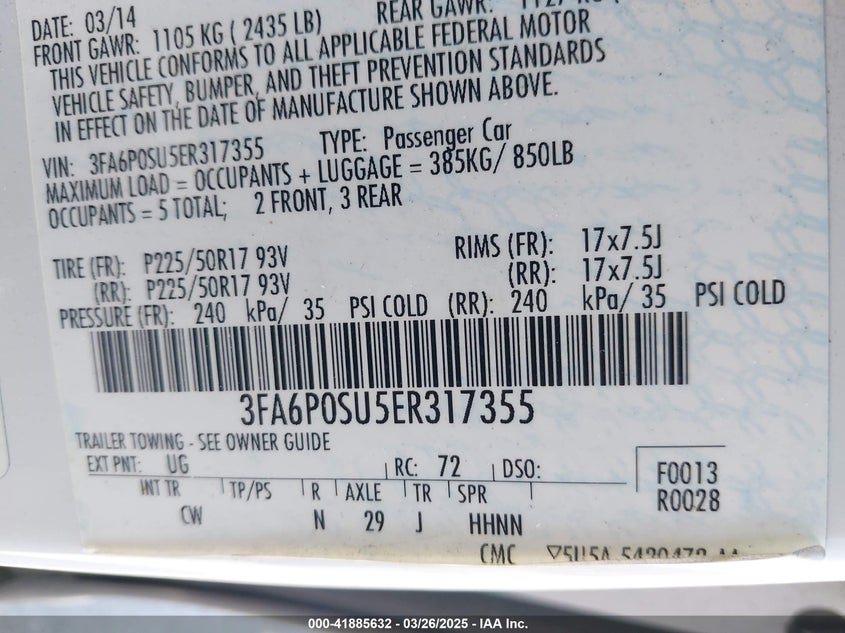 DATE: 03/14
FRONT GAWR: 1105 KG ( 2435 LB) REAR GAWR:
THIS VEHICLE CONFORMS TO ALL APPLICABLE FEDERAL MOTOR
VEHICLE SAFETY, BUMPER, AND THEFT PREVENTION STANDARDS
IN EFFECT ON THE DATE OF MANUFACTURE SHOWN ABOVE.
VIN: 3FA6P0SU5ER317355 TYPE: Passenger Car
MAXIMUM LOAD = OCCUPANTS + LUGGAGE = 385KG/ 850LB
OCCUPANTS = 5 TOTAL; 2 FRONT, 3 REAR
TIRE (FR): P225/50R17 93V RIMS (FR): 17x7.5J
(RR): P225/50R17 93V (RR): 17x7.5J
PRESSURE (FR): 240 kPa/ 35 PSI COLD (RR): 240 kPa/ 35 PSI COLD
3FA6P0SU5ER317355
TRAILER TOWING - SEE OWNER GUIDE
EXT PNT: UG RC: 72 DSO: F0013
INT TR TP/PS R AXLE TR SPR R0028
CW N 29 J HHNN
CMC
000-41885632 - 03/26/2025 - IAA Inc.